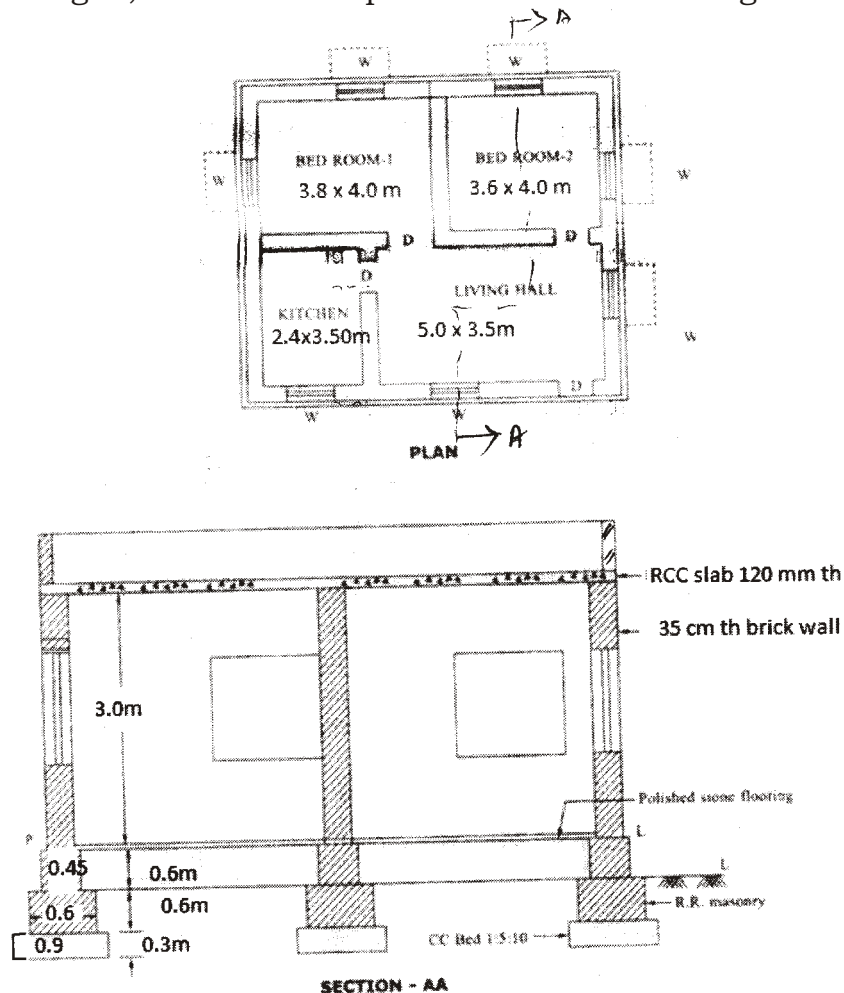 A
W W
BED ROOM-1 BED ROOM-2
3.8 x 4.0 m 3.6 x 4.0 m
W W
D D
D
LIVING HALL
KITCHEN
2.4x3.50m 5.0 x 3.5m
W
D
W W
A
PLAN
RCC slab 120 mm th
35 cm th brick wall
3.0m
Polished stone flooring
P L
0.45 0.6m L
0.6m
0.6 R.R. masonry
0.9 0.3m CC Bed 1:5:10
SECTION - AA